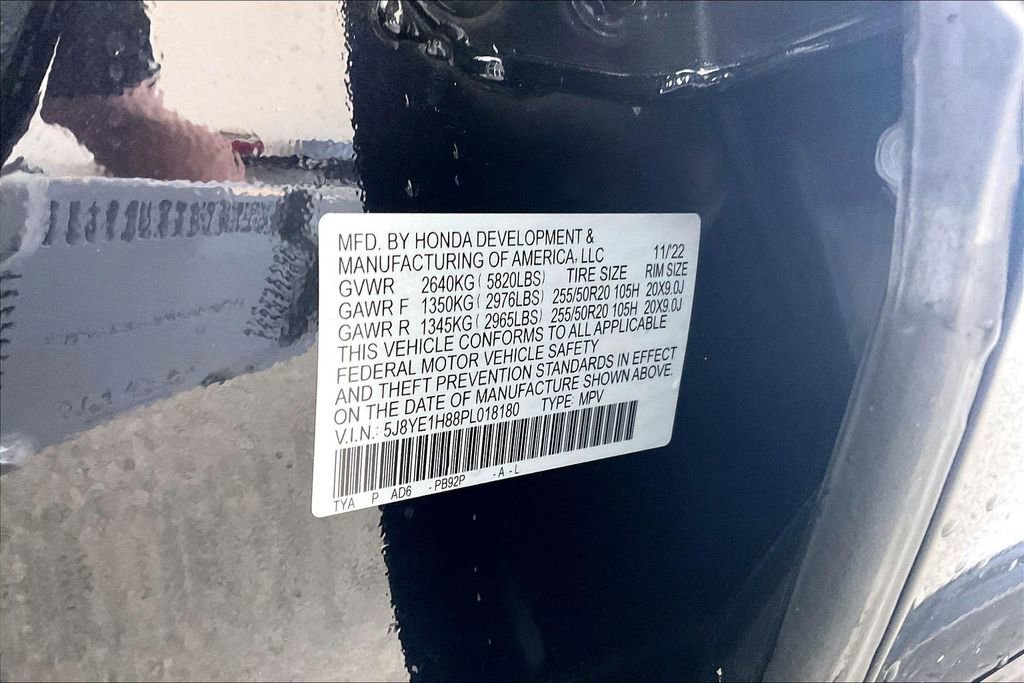 MFD. BY HONDA DEVELOPMENT &
MANUFACTURING OF AMERICA, LLC 11/'22
GVWR 2640KG ( 5820LBS) TIRE SIZE RIM SIZE
GAWR F 1350KG ( 2976LBS) 255/50R20 105H 20X9.0J
GAWR R 1345KG ( 2965LBS) 255/50R20 105H 20X9.0J
THIS VEHICLE CONFORMS TO ALL APPLICABLE
FEDERAL MOTOR VEHICLE SAFETY
AND THEFT PREVENTION STANDARDS IN EFFECT
ON THE DATE OF MANUFACTURE SHOWN ABOVE.
V.I.N.: 5J8YE1H88PL018180 TYPE: MPV
TYA P AD6 -PB92P -A-L